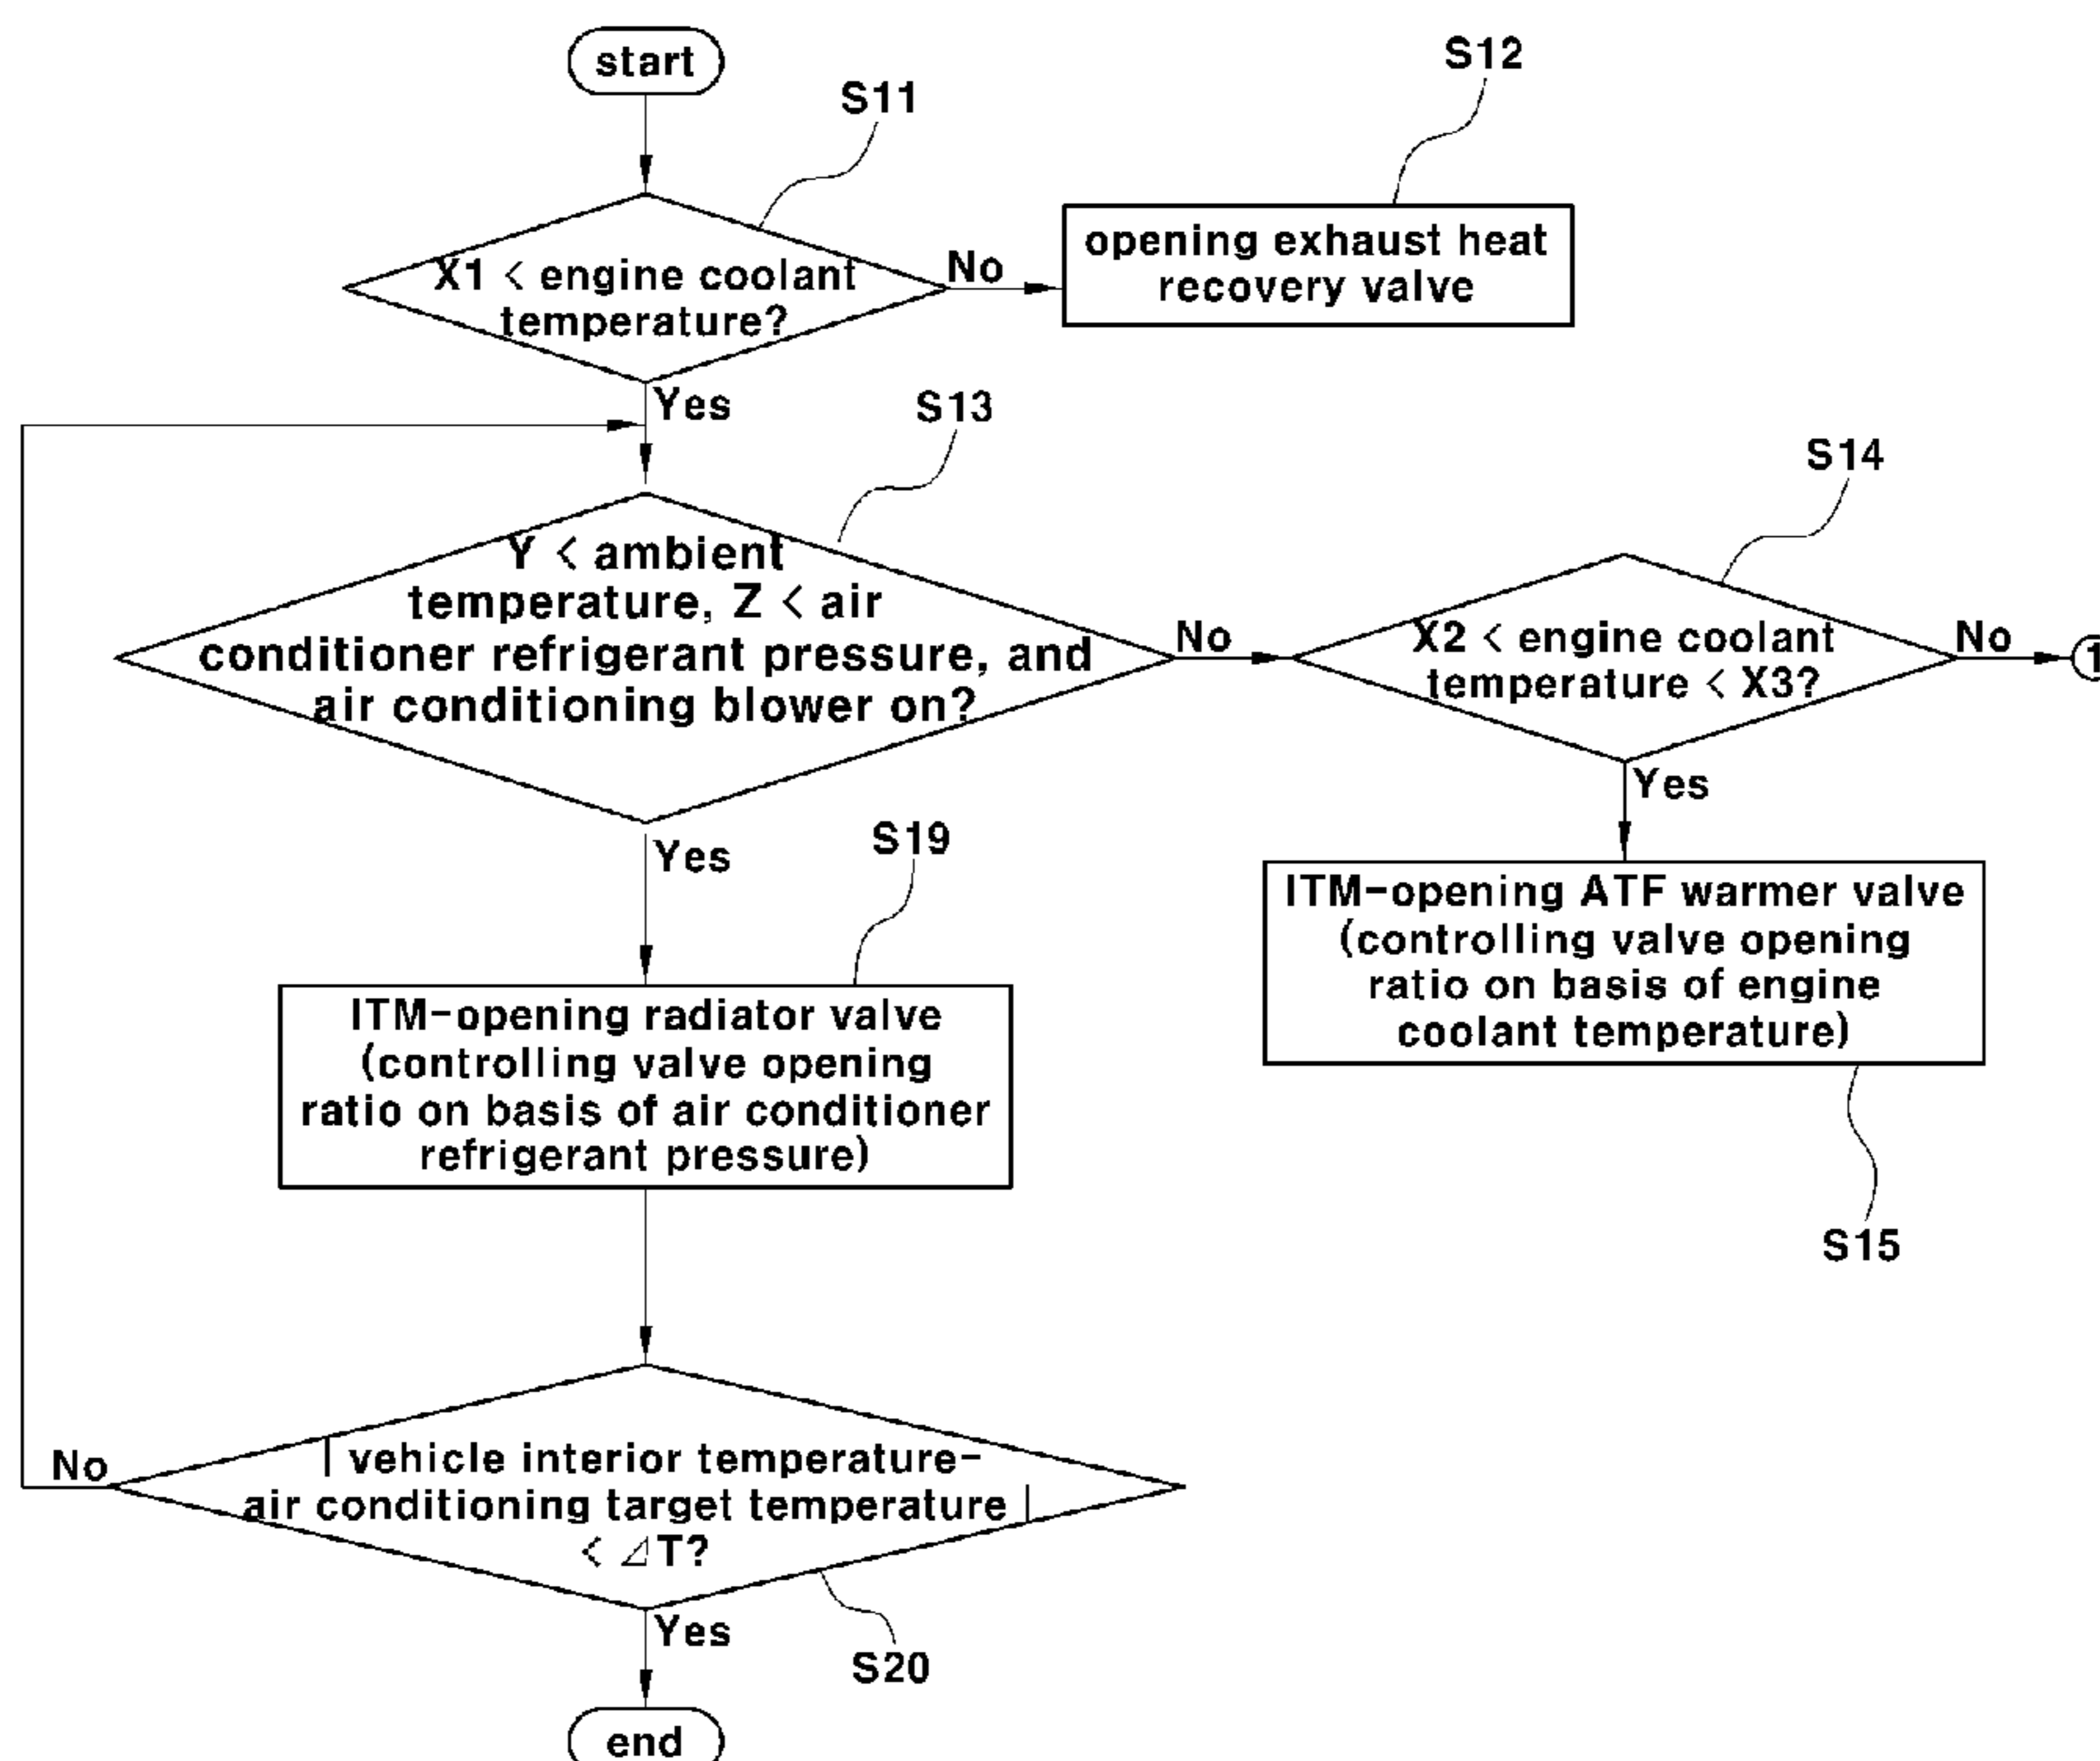 start
S11
S12
X1 < engine coolant
temperature?
No
opening exhaust heat
recovery valve
Yes
S13
Y < ambient
temperature, Z < air
conditioner refrigerant pressure, and
air conditioning blower on?
No
S14
X2 < engine coolant
temperature < X3?
No
1
Yes
ITM-opening ATF warmer valve
(controlling valve opening
ratio on basis of engine
coolant temperature)
S15
Yes
S19
ITM-opening radiator valve
(controlling valve opening
ratio on basis of air conditioner
refrigerant pressure)
No
| vehicle interior temperature-
air conditioning target temperature |
< ⊿T?
Yes
S20
end